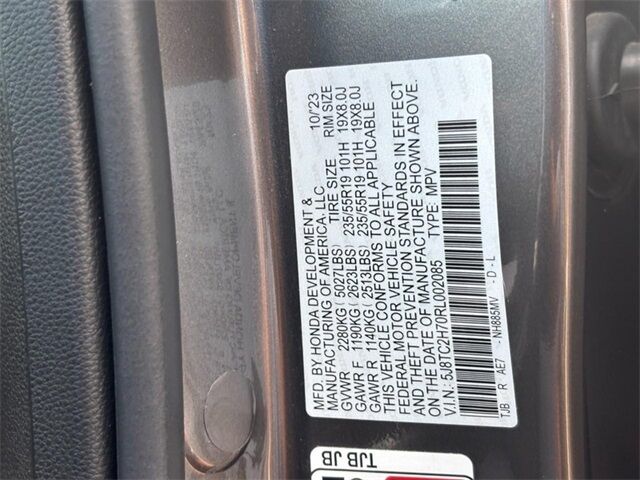 MFD. BY HONDA DEVELOPMENT &
MANUFACTURING OF AMERICA, LLC 10/'23
TIRE SIZE RIM SIZE
GVWR 2280KG ( 5027LBS)
GAWR F 1190KG ( 2623LBS) 235/55R19 101H 19X8.0J
GAWR R 1140KG ( 2513LBS) 235/55R19 101H 19X8.0J
THIS VEHICLE CONFORMS TO ALL APPLICABLE
FEDERAL MOTOR VEHICLE SAFETY
AND THEFT PREVENTION STANDARDS IN EFFECT
ON THE DATE OF MANUFACTURE SHOWN ABOVE.
V.I.N.: 5J8TC2H70RL002085 TYPE: MPV
TJB R AE7 - NH885MV - D - L
TJB JB